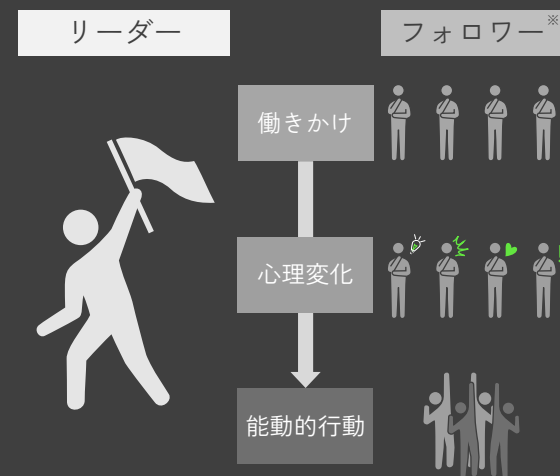 リーダー
フォロワー※
働きかけ
心理変化
能動的行動